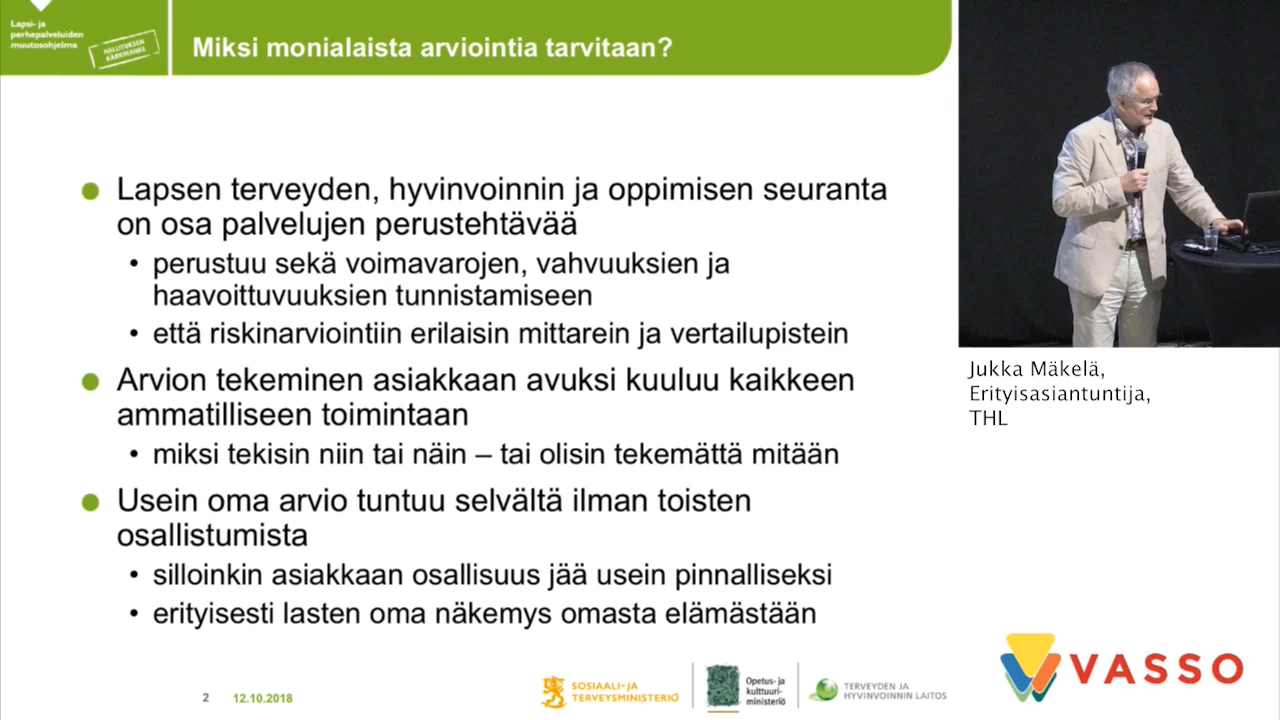 Lapsi- ja
perhepalveluiden
muutosohjelma
HALLITUKSEN
KÄRKIHANKE
Miksi monialaista arviointia tarvitaan?
Lapsen terveyden, hyvinvoinnin ja oppimisen seuranta
on osa palvelujen perustehtävää
• perustuu sekä voimavarojen, vahvuuksien ja
haavoittuvuuksien tunnistamiseen
• että riskinarviointiin erilaisin mittarein ja vertailupistein
Arvion tekeminen asiakkaan avuksi kuuluu kaikkeen
ammatilliseen toimintaan
• miksi tekisin niin tai näin – tai olisin tekemättä mitään
Usein oma arvio tuntuu selvältä ilman toisten
osallistumista
• silloinkin asiakkaan osallisuus jää usein pinnalliseksi
• erityisesti lasten oma näkemys omasta elämästään
Jukka Mäkelä,
Erityisasiantuntija,
THL
2 12.10.2018
SOSIAALI- JA
TERVEYSMINISTERIÖ
Opetus- ja
kulttuuri-
ministeriö
TERVEYDEN JA
HYVINVOINNIN LAITOS
VASSO